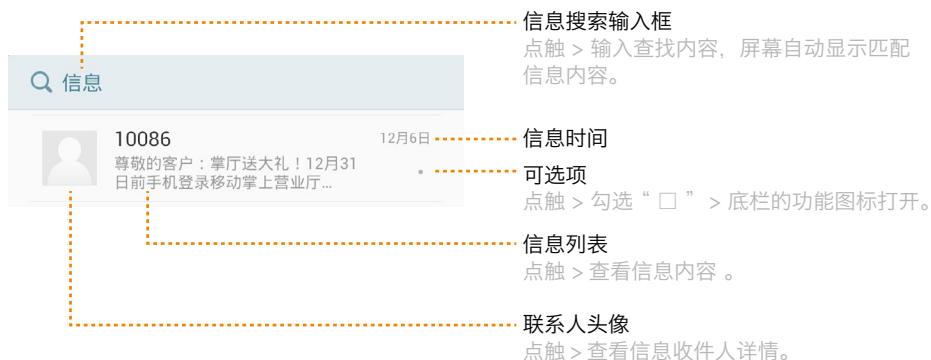 信息搜索输入框
点触 > 输入查找内容，屏幕自动显示匹配
信息内容。
信息
10086
12月6日
尊敬的客户：掌厅送大礼！12月31
日前手机登录移动掌上营业厅...
信息时间
可选项
点触 > 勾选“ □ ” > 底栏的功能图标打开。
信息列表
点触 > 查看信息内容 。
联系人头像
点触 > 查看信息收件人详情。